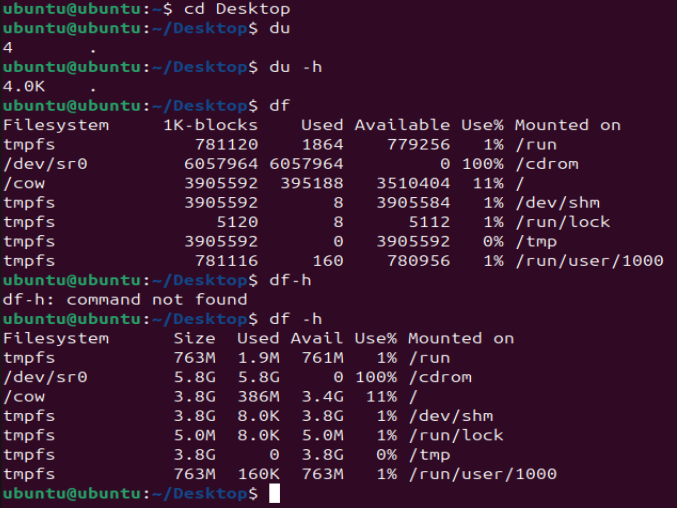 ubuntu@ubuntu:~$ cd Desktop
ubuntu@ubuntu:~/Desktop$ du
4       .
ubuntu@ubuntu:~/Desktop$ du -h
4.0K    .
ubuntu@ubuntu:~/Desktop$ df
Filesystem     1K-blocks    Used Available Use% Mounted on
tmpfs             781120    1864    779256   1% /run
/dev/sr0         6057964 6057964         0 100% /cdrom
/cow             3905592  395188   3510404  11% /
tmpfs            3905592       8   3905584   1% /dev/shm
tmpfs               5120       8      5112   1% /run/lock
tmpfs            3905592       0   3905592   0% /tmp
tmpfs             781116     160    780956   1% /run/user/1000
ubuntu@ubuntu:~/Desktop$ df-h
df-h: command not found
ubuntu@ubuntu:~/Desktop$ df -h
Filesystem      Size  Used Avail Use% Mounted on
tmpfs           763M  1.9M  761M   1% /run
/dev/sr0        5.8G  5.8G     0 100% /cdrom
/cow            3.8G  386M  3.4G  11% /
tmpfs           3.8G  8.0K  3.8G   1% /dev/shm
tmpfs           5.0M  8.0K  5.0M   1% /run/lock
tmpfs           3.8G     0  3.8G   0% /tmp
tmpfs           763M  160K  763M   1% /run/user/1000
ubuntu@ubuntu:~/Desktop$